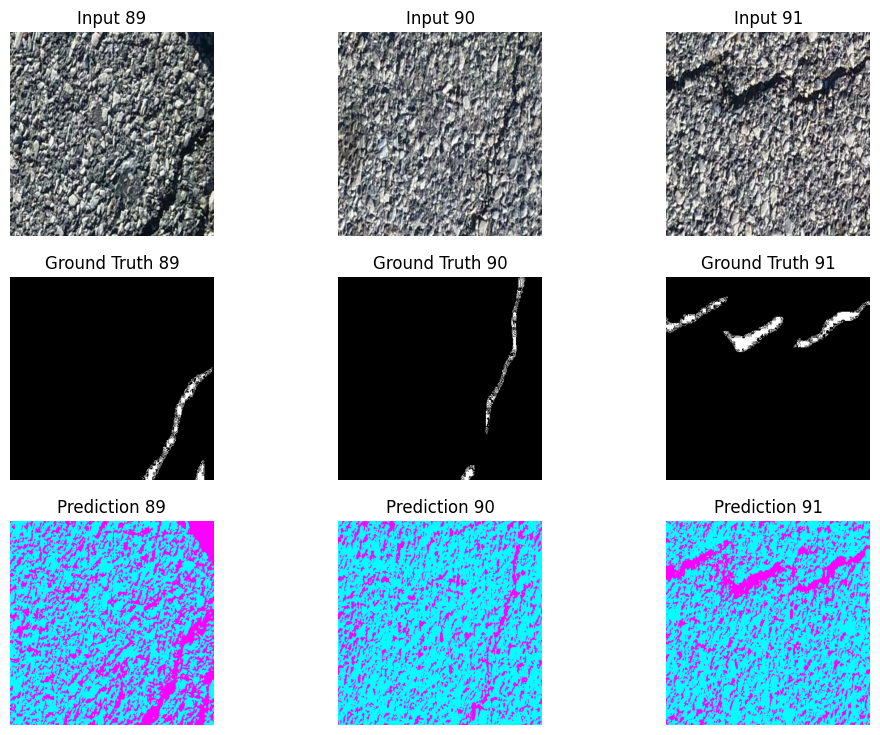 Input 89
Input 90
Input 91
Ground Truth 89
Ground Truth 90
Ground Truth 91
Prediction 89
Prediction 90
Prediction 91